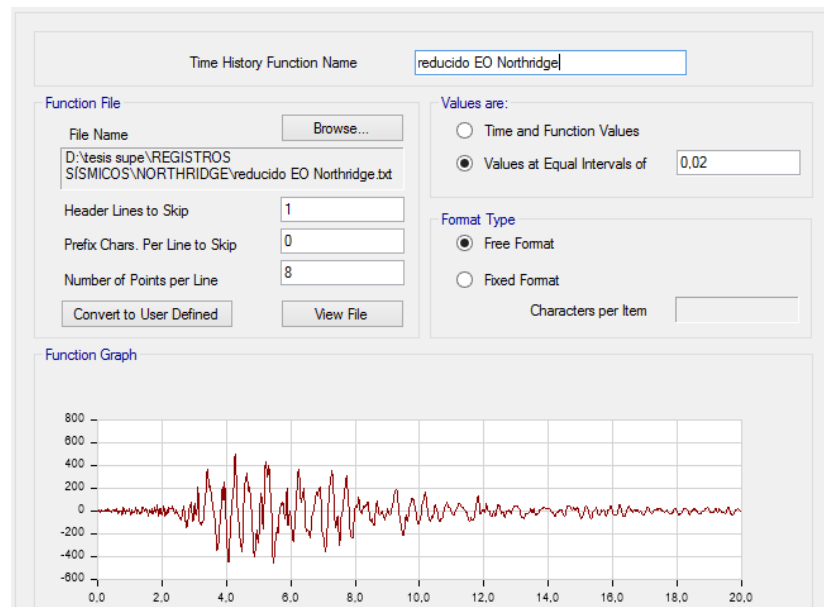 Time History Function Name
reducido EO Northridge
Function File
File Name
Browse...
D:\tesis supe\REGISTROS
SÍSMICOS\NORTHRIDGE\reducido EO Northridge.txt
Header Lines to Skip
1
Prefix Chars. Per Line to Skip
0
Number of Points per Line
8
Convert to User Defined
View File
Values are:
Time and Function Values
Values at Equal Intervals of
0,02
Format Type
Free Format
Fixed Format
Characters per Item
Function Graph
800
600
400
200
0
-200
-400
-600
0,0 2,0 4,0 6,0 8,0 10,0 12,0 14,0 16,0 18,0 20,0